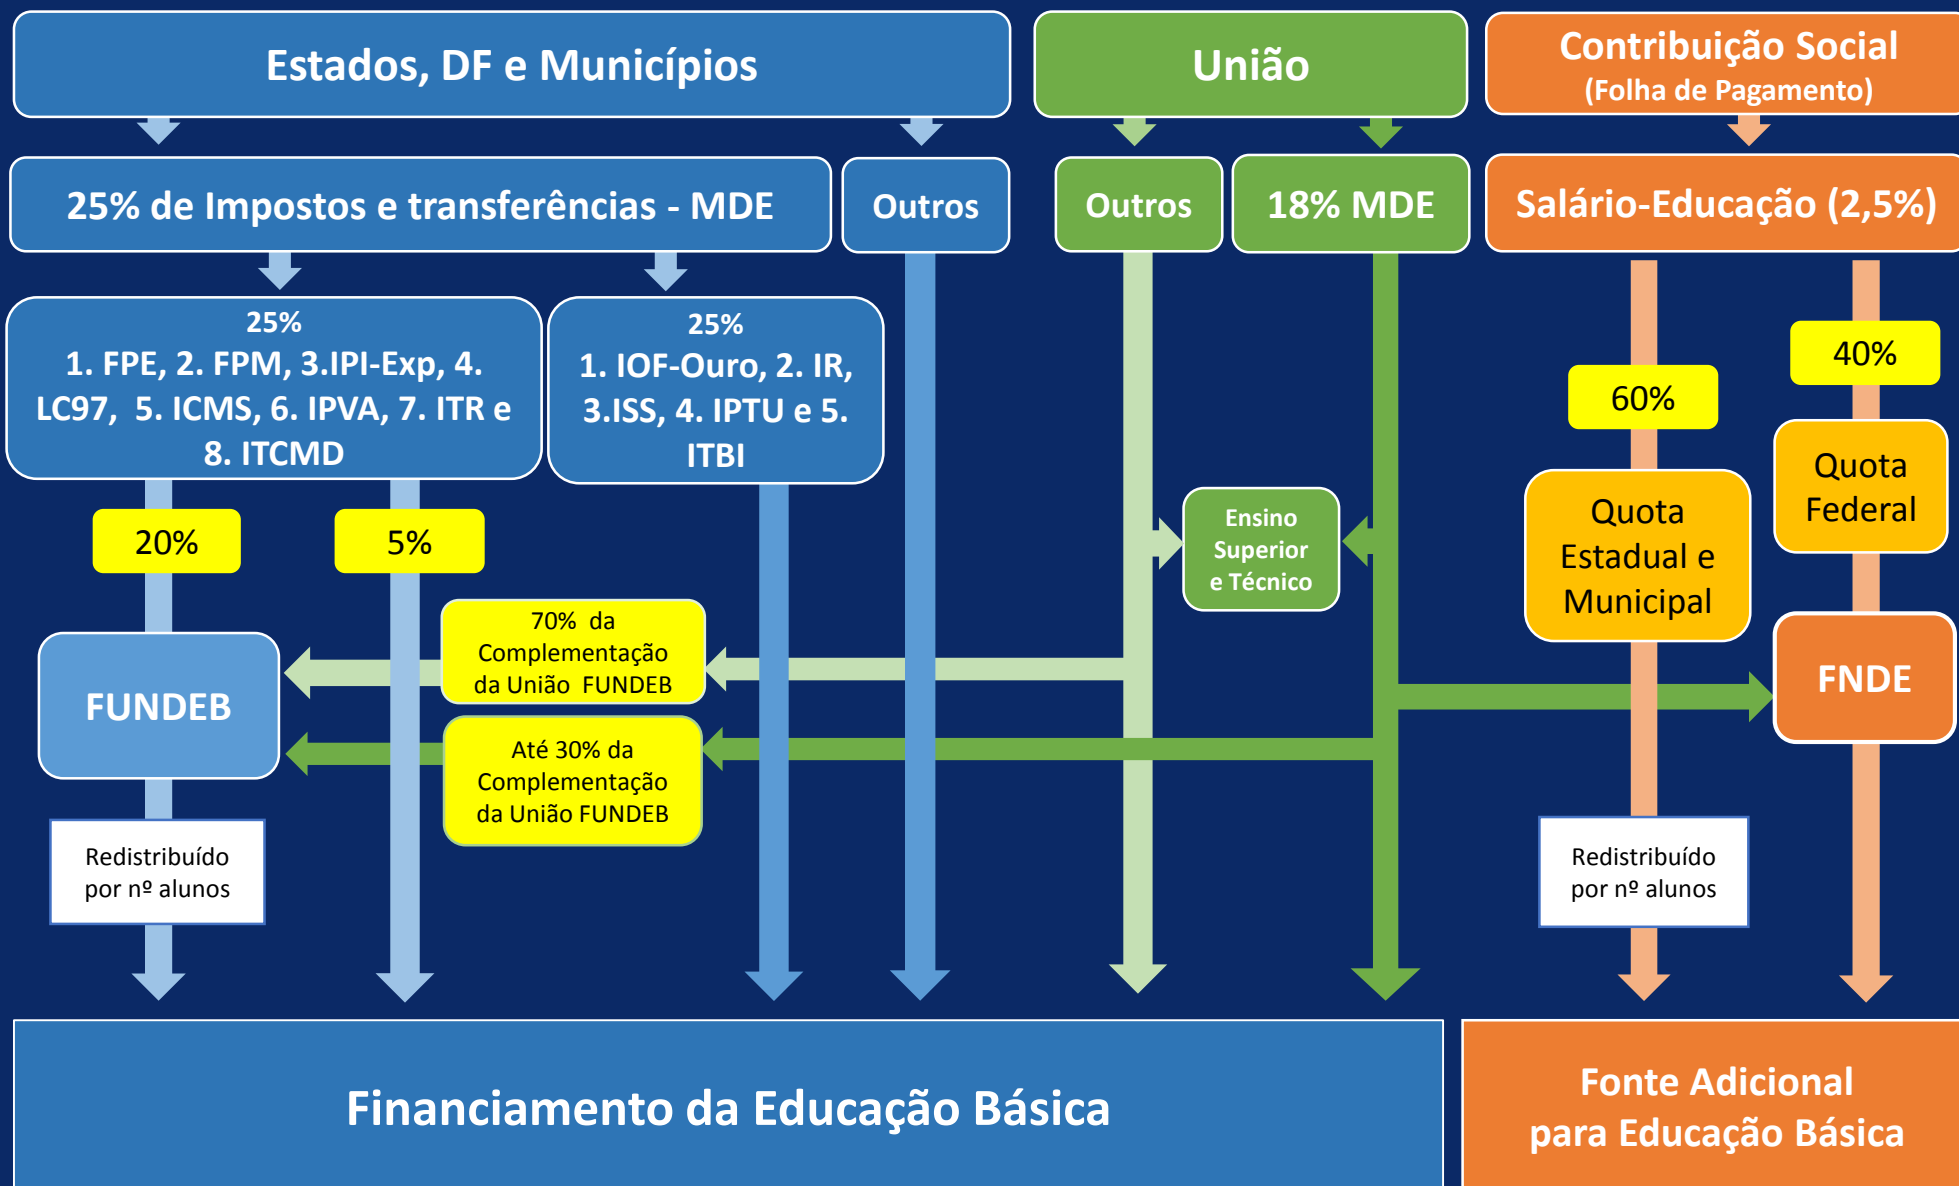 Estados, DF e Municípios
União
Contribuição Social
(Folha de Pagamento)
25% de Impostos e transferências - MDE
Outros
Outros
18% MDE
Salário-Educação (2,5%)
25%
1. FPE, 2. FPM, 3.IPI-Exp, 4.
LC97, 5. ICMS, 6. IPVA, 7. ITR e
8. ITCMD
25%
1. IOF-Ouro, 2. IR,
3.ISS, 4. IPTU e 5.
ITBI
60%
40%
Quota
Federal
Quota
Estadual e
Municipal
20%
5%
Ensino
Superior
e Técnico
70% da
Complementação
da União FUNDEB
FUNDEB
FNDE
Até 30% da
Complementação
da União FUNDEB
Redistribuído
por nº alunos
Redistribuído
por nº alunos
Financiamento da Educação Básica
Fonte Adicional
para Educação Básica